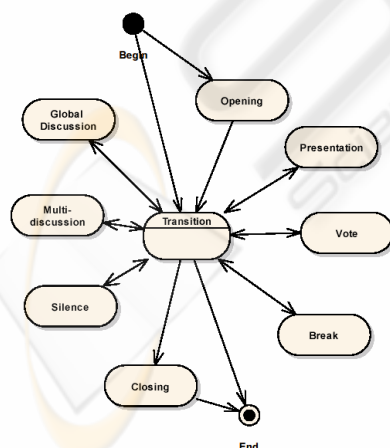 Begin
Opening
Global
Discussion
Presentation
Multi-
discussion
Transition
Vote
Silence
Break
Closing
End